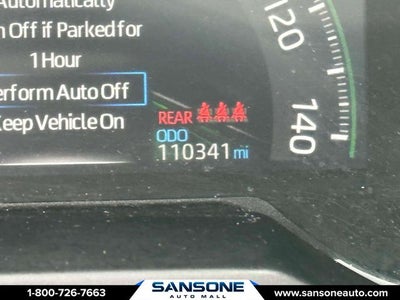 Automatically
Off if Parked for
1 Hour
Perform Auto Off
Keep Vehicle On
120
140
REAR
ODO
110341 mi
1-800-726-7663
SANSONE
AUTO MALL
www.sansoneauto.com